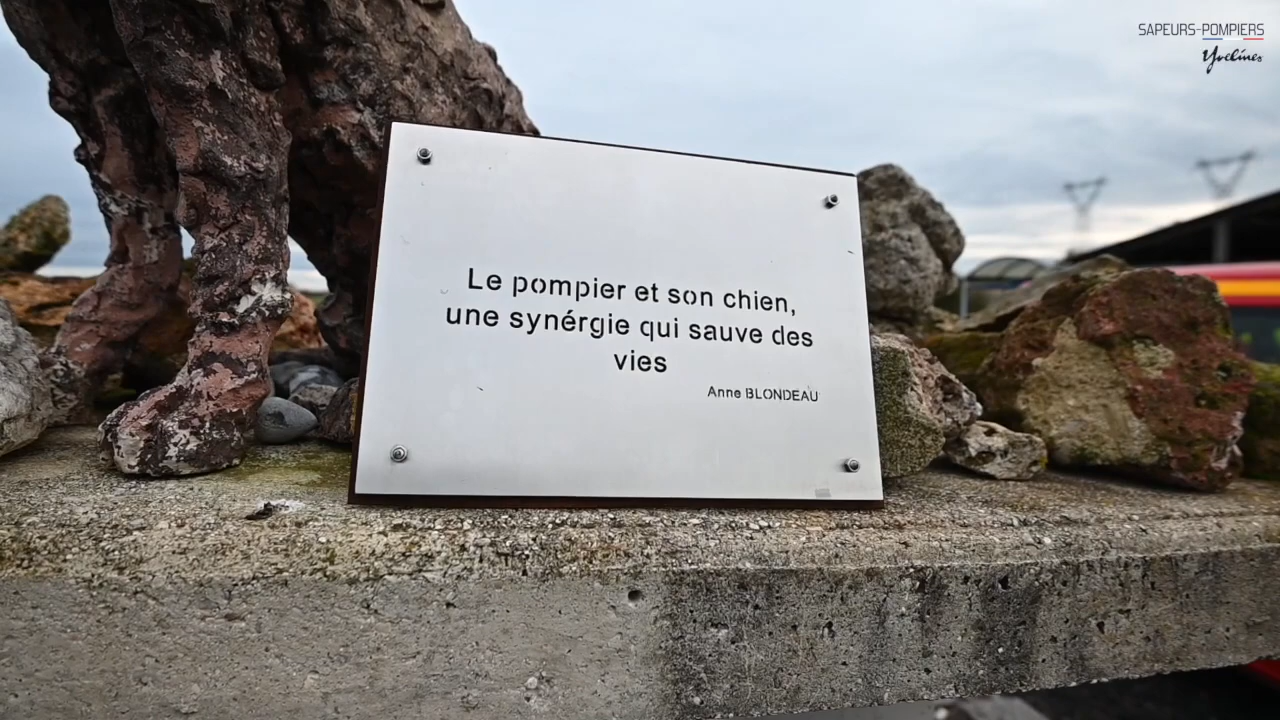 SAPEURS-POMPIERS
Yvelines
Le pompier et son chien,
une synérgie qui sauve des
vies
Anne BLONDEAU